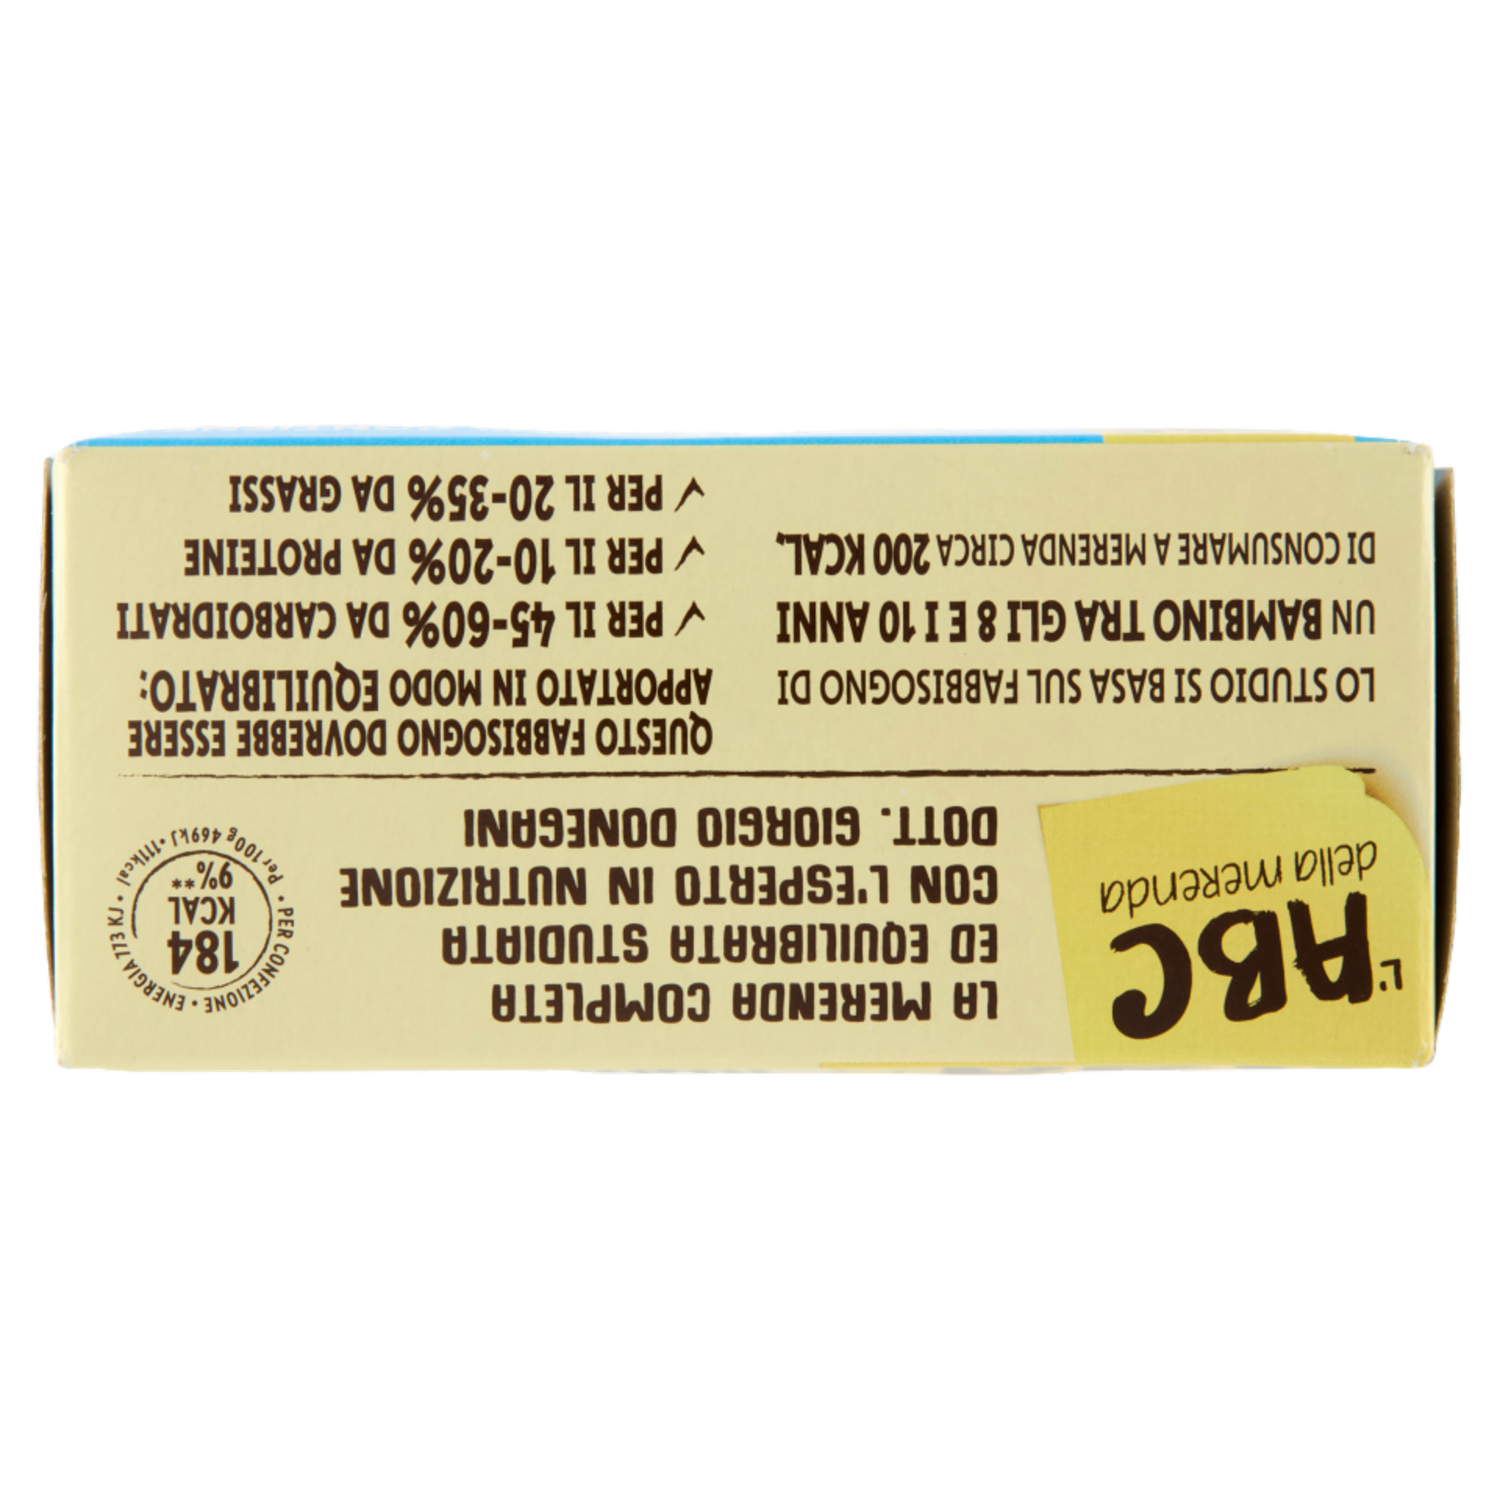 L'ABC
della merenda
LA MERENDA COMPLETA
ED EQUILIBRATA STUDIATA
CON L'ESPERTO IN NUTRIZIONE
DOTT. GIORGIO DONEGANI
• PER CONFEZIONE • ENERGIA 773 KJ •
184
KCAL
9%**
• Per 100g 469kJ • 111kcal •
LO STUDIO SI BASA SUL FABBISOGNO DI
UN BAMBINO TRA GLI 8 E I 10 ANNI
DI CONSUMARE A MERENDA CIRCA 200 KCAL.
QUESTO FABBISOGNO DOVREBBE ESSERE
APPORTATO IN MODO EQUILIBRATO:
✓ PER IL 45-60% DA CARBOIDRATI
✓ PER IL 10-20% DA PROTEINE
✓ PER IL 20-35% DA GRASSI